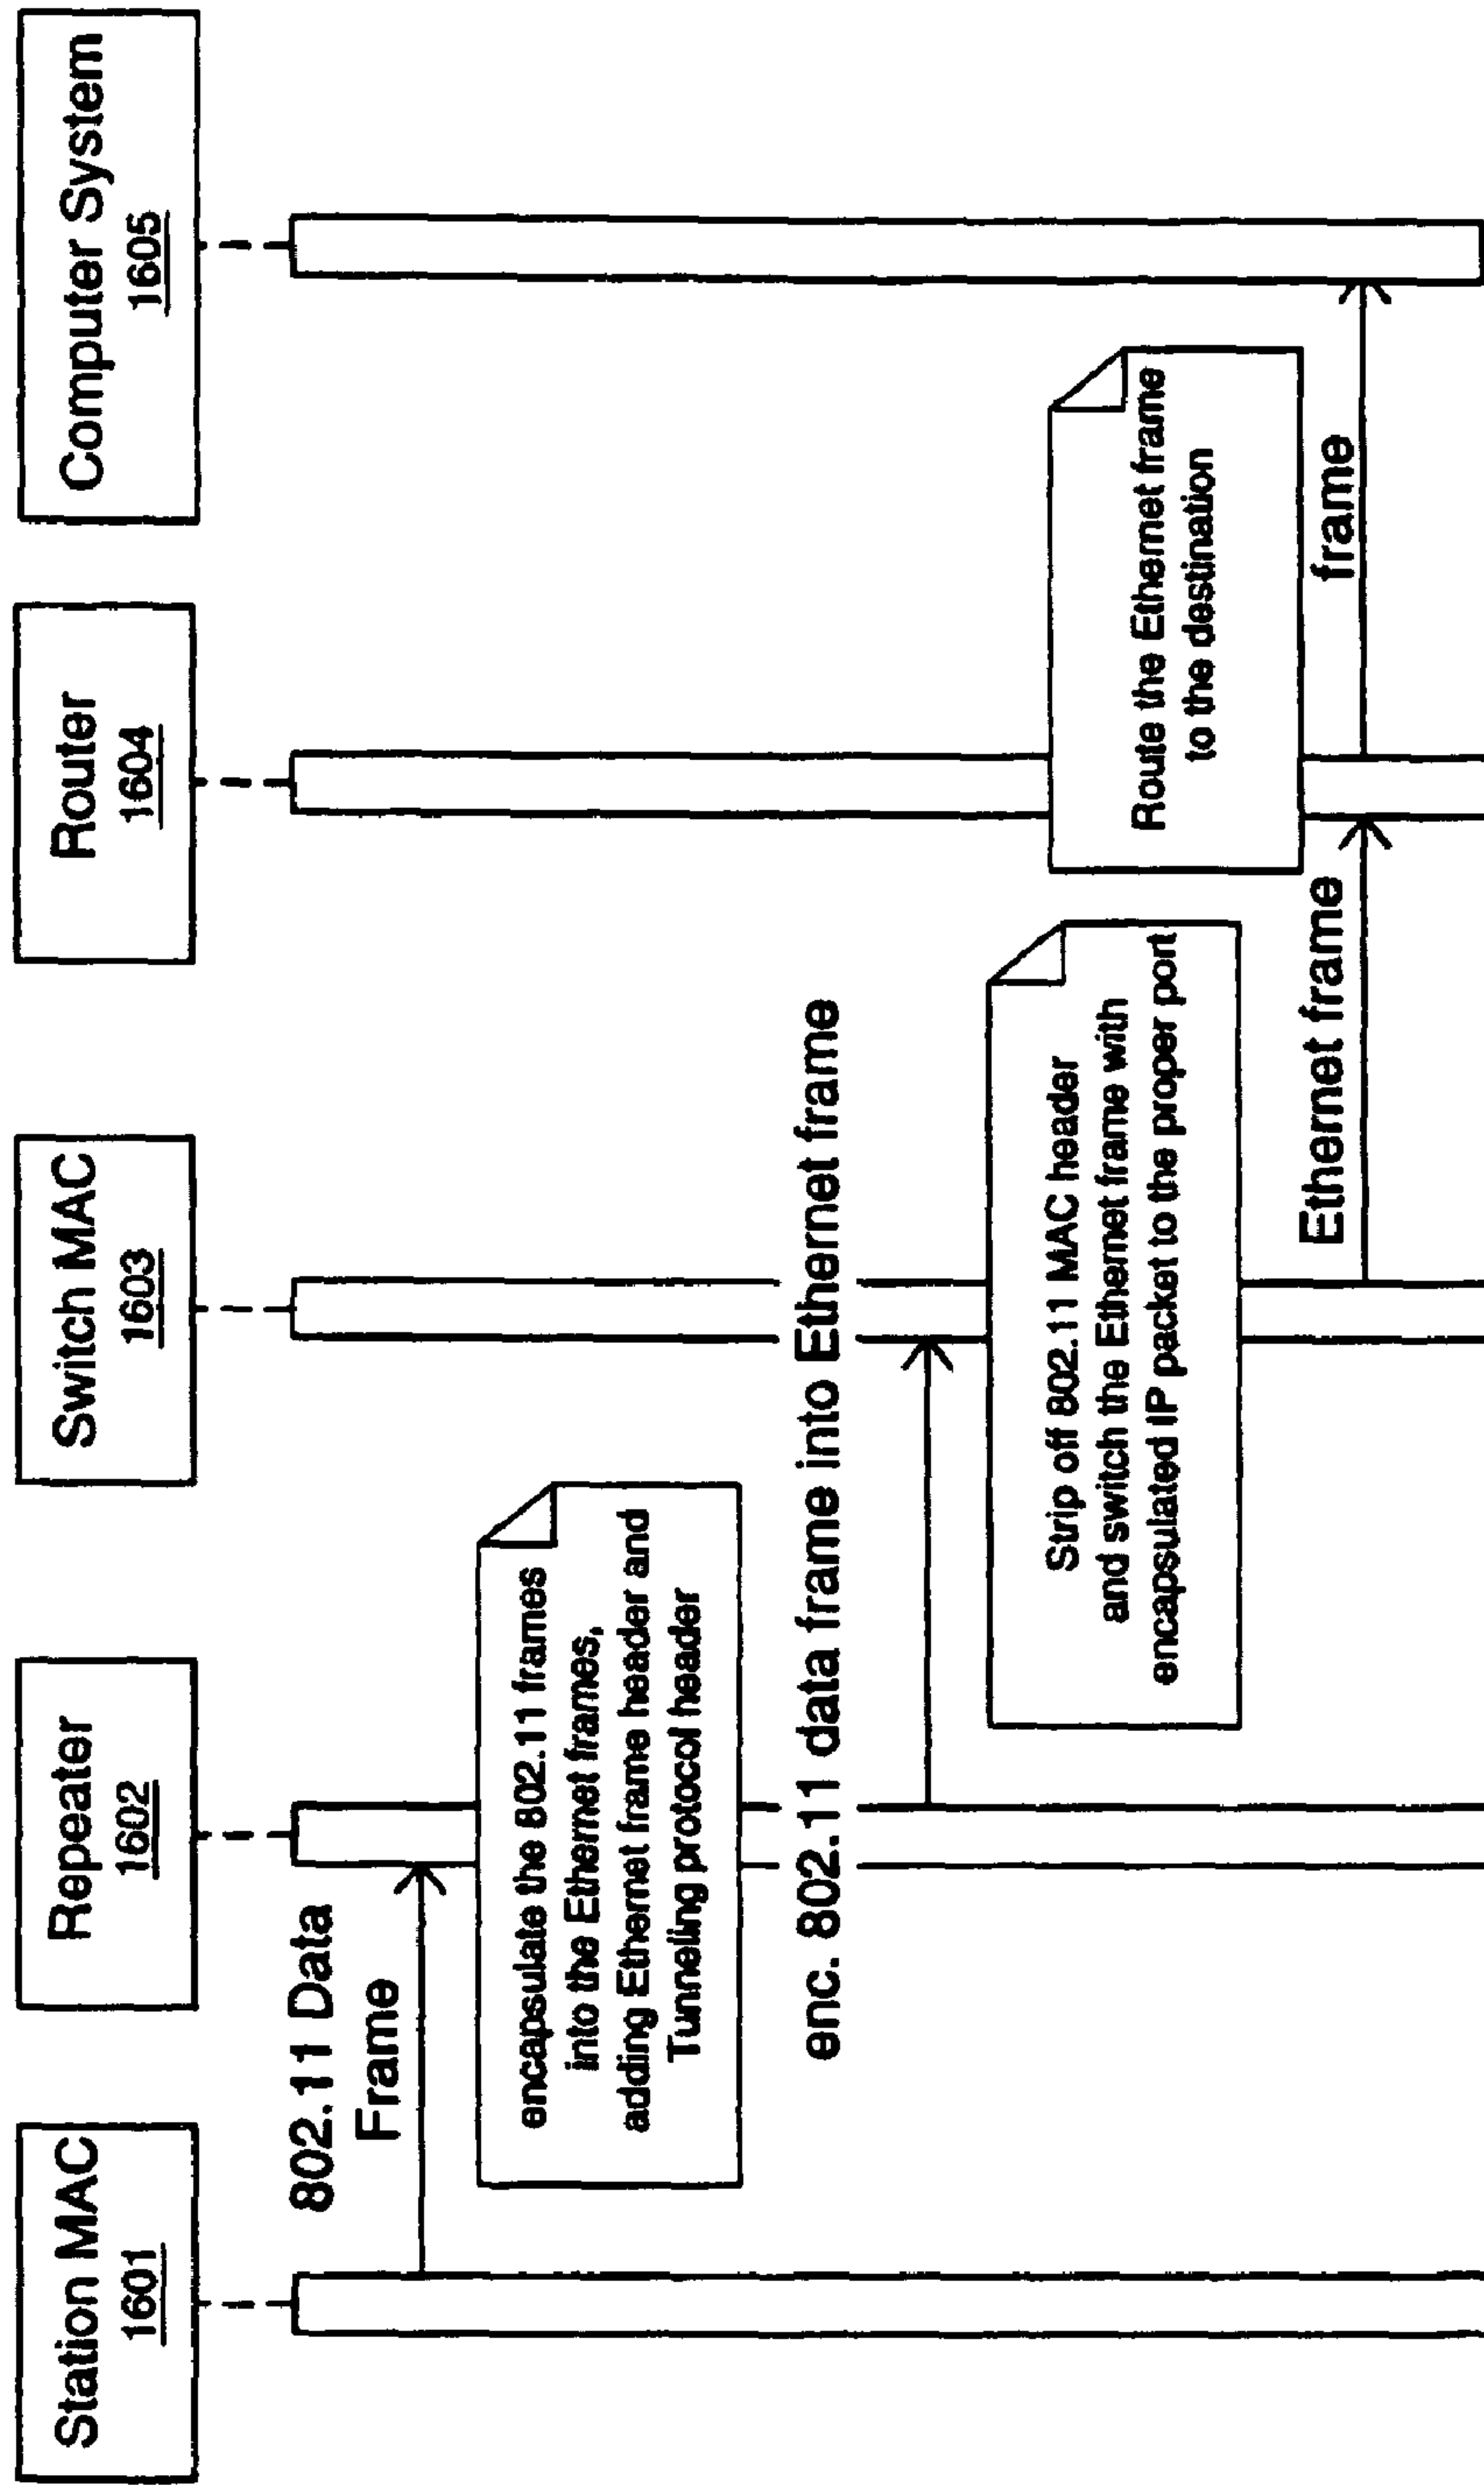 Station MAC
1601
Repeater
1602
Switch MAC
1603
Router
1604
Computer System
1605
802.11 Data
Frame
encapsulate the 802.11 frames
into the Ethernet frames,
adding Ethernet frame header and
Tunneling protocol header
enc. 802.11 data frame into Ethernet frame
Strip off 802.11 MAC header
and switch the Ethernet frame with
encapsulated IP packet to the proper port
Ethernet frame
Route the Ethernet frame
to the destination
frame